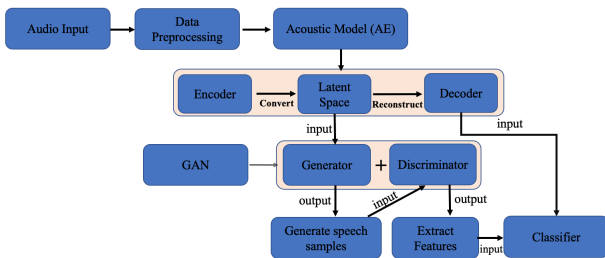 Audio Input
Data
Preprocessing
Acoustic Model (AE)
Encoder
Convert
Latent
Space
Reconstruct
Decoder
input
input
GAN
Generator
+
Discriminator
output
input
output
Generate speech
samples
Extract
Features
input
Classifier